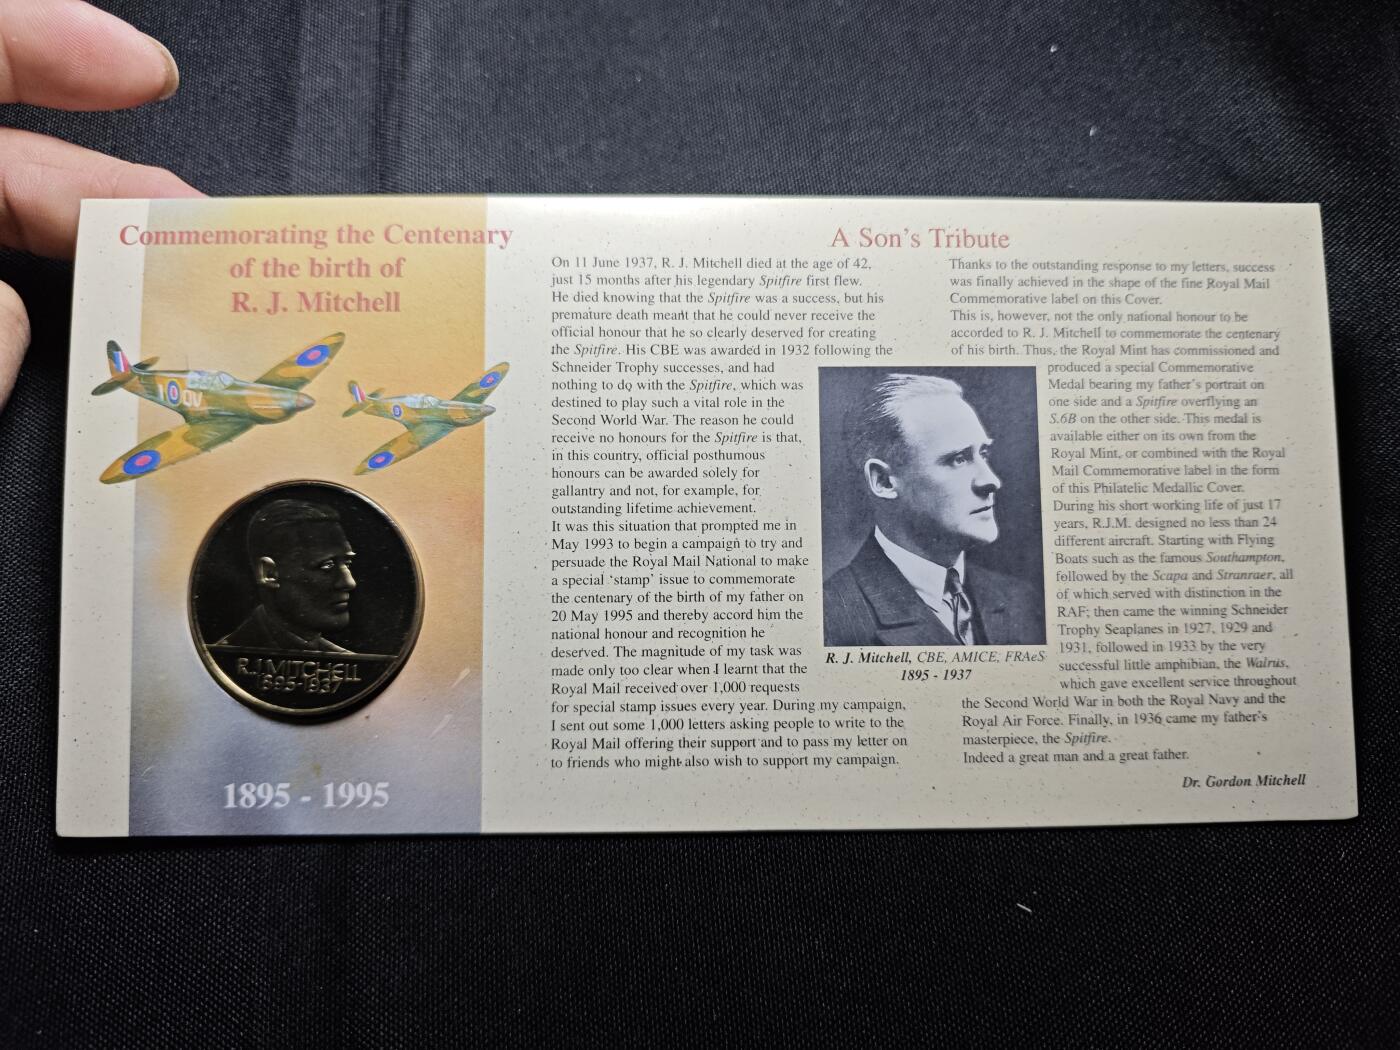 Commemorating the Centenary
of the birth of
R. J. Mitchell
QV
R.J.MITCHELL
1895-1937
1895 - 1995
A Son's Tribute
On 11 June 1937, R. J. Mitchell died at the age of 42,
just 15 months after his legendary Spitfire first flew.
He died knowing that the Spitfire was a success, but his
premature death meant that he could never receive the
official honour that he so clearly deserved for creating
the Spitfire. His CBE was awarded in 1932 following the
Schneider Trophy successes, and had
nothing to do with the Spitfire, which was
destined to play such a vital role in the
Second World War. The reason he could
receive no honours for the Spitfire is that,
in this country, official posthumous
honours can be awarded solely for
gallantry and not, for example, for
outstanding lifetime achievement.
It was this situation that prompted me in
May 1993 to begin a campaign to try and
persuade the Royal Mail National to make
a special 'stamp' issue to commemorate
the centenary of the birth of my father on
20 May 1995 and thereby accord him the
national honour and recognition he
deserved. The magnitude of my task was
made only too clear when I learnt that the
Royal Mail received over 1,000 requests
for special stamp issues every year. During my campaign,
I sent out some 1,000 letters asking people to write to the
Royal Mail offering their support and to pass my letter on
to friends who might also wish to support my campaign.
Thanks to the outstanding response to my letters, success
was finally achieved in the shape of the fine Royal Mail
Commemorative label on this Cover.
This is, however, not the only national honour to be
accorded to R. J. Mitchell to commemorate the centenary
of his birth. Thus, the Royal Mint has commissioned and
produced a special Commemorative
Medal bearing my father's portrait on
one side and a Spitfire overflying an
S.6B on the other side. This medal is
available either on its own from the
Royal Mint, or combined with the Royal
Mail Commemorative label in the form
of this Philatelic Medallic Cover.
During his short working life of just 17
years, R.J.M. designed no less than 24
different aircraft. Starting with Flying
Boats such as the famous Southampton,
followed by the Scapa and Stranraer, all
of which served with distinction in the
RAF; then came the winning Schneider
Trophy Seaplanes in 1927, 1929 and
1931, followed in 1933 by the very
successful little amphibian, the Walrus,
which gave excellent service throughout
the Second World War in both the Royal Navy and the
Royal Air Force. Finally, in 1936 came my father's
masterpiece, the Spitfire.
Indeed a great man and a great father.
Dr. Gordon Mitchell
R. J. Mitchell, CBE, AMICE, FRAeS
1895 - 1937